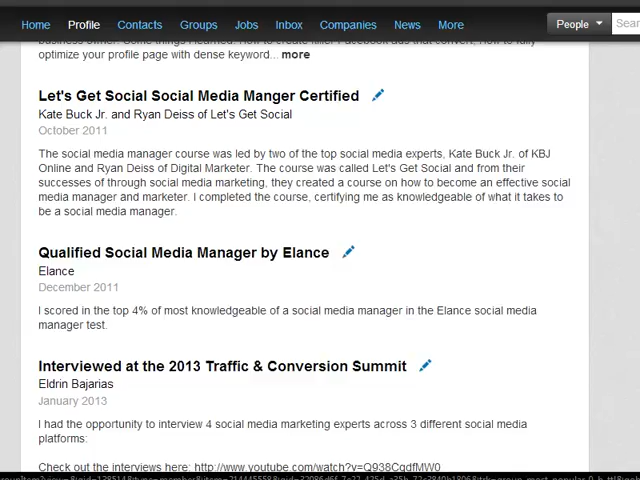 Home Profile Contacts Groups Jobs Inbox Companies News More People Sear
optimize your profile page with dense keyword... more
Let's Get Social Social Media Manger Certified
Kate Buck Jr. and Ryan Deiss of Let's Get Social
October 2011
The social media manager course was led by two of the top social media experts, Kate Buck Jr. of KBJ
Online and Ryan Deiss of Digital Marketer. The course was called Let's Get Social and from their
successes of through social media marketing, they created a course on how to become an effective social
media manager and marketer. I completed the course, certifying me as knowledgeable of what it takes to
be a social media manager.
Qualified Social Media Manager by Elance
Elance
December 2011
I scored in the top 4% of most knowledgeable of a social media manager in the Elance social media
manager test.
Interviewed at the 2013 Traffic & Conversion Summit
Eldrin Bajarias
January 2013
I had the opportunity to interview 4 social media marketing experts across 3 different social media
platforms:
Check out the interviews here: http://www.youtube.com/watch?v=Q938CqdfMW0